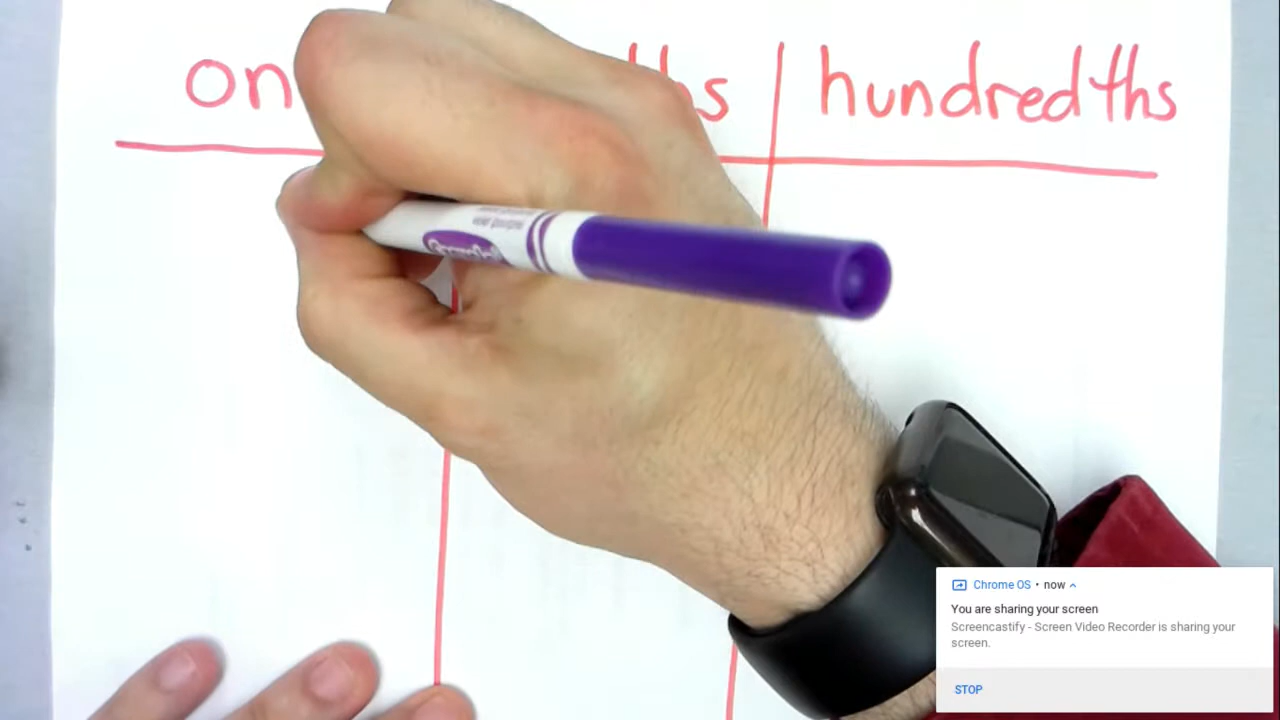 on hs hundredths
Chrome OS • now
You are sharing your screen
Screencastify - Screen Video Recorder is sharing your
screen.
STOP